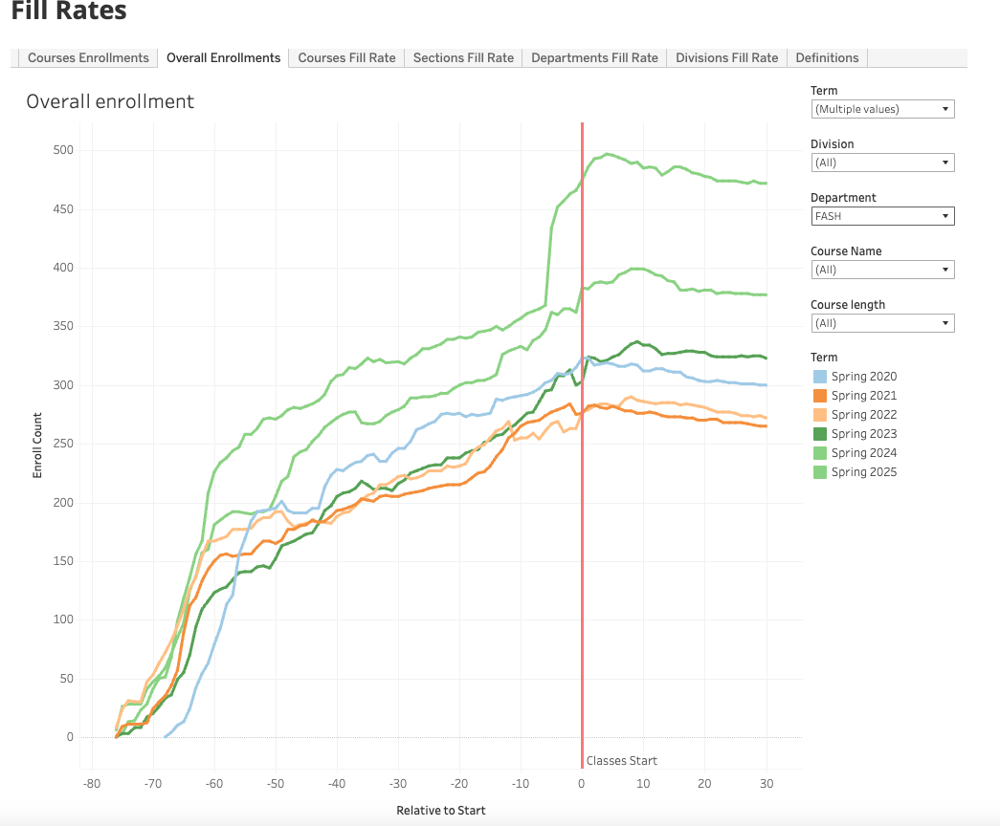 Fill Rates
Courses Enrollments Overall Enrollments Courses Fill Rate Sections Fill Rate Departments Fill Rate Divisions Fill Rate Definitions
Overall enrollment
Term
(Multiple values)
Division
(All)
Department
FASH
Course Name
(All)
Course length
(All)
Term
Spring 2020
Spring 2021
Spring 2022
Spring 2023
Spring 2024
Spring 2025
Enroll Count
500
450
400
350
300
250
200
150
100
50
0
Classes Start
-80 -70 -60 -50 -40 -30 -20 -10 0 10 20 30
Relative to Start